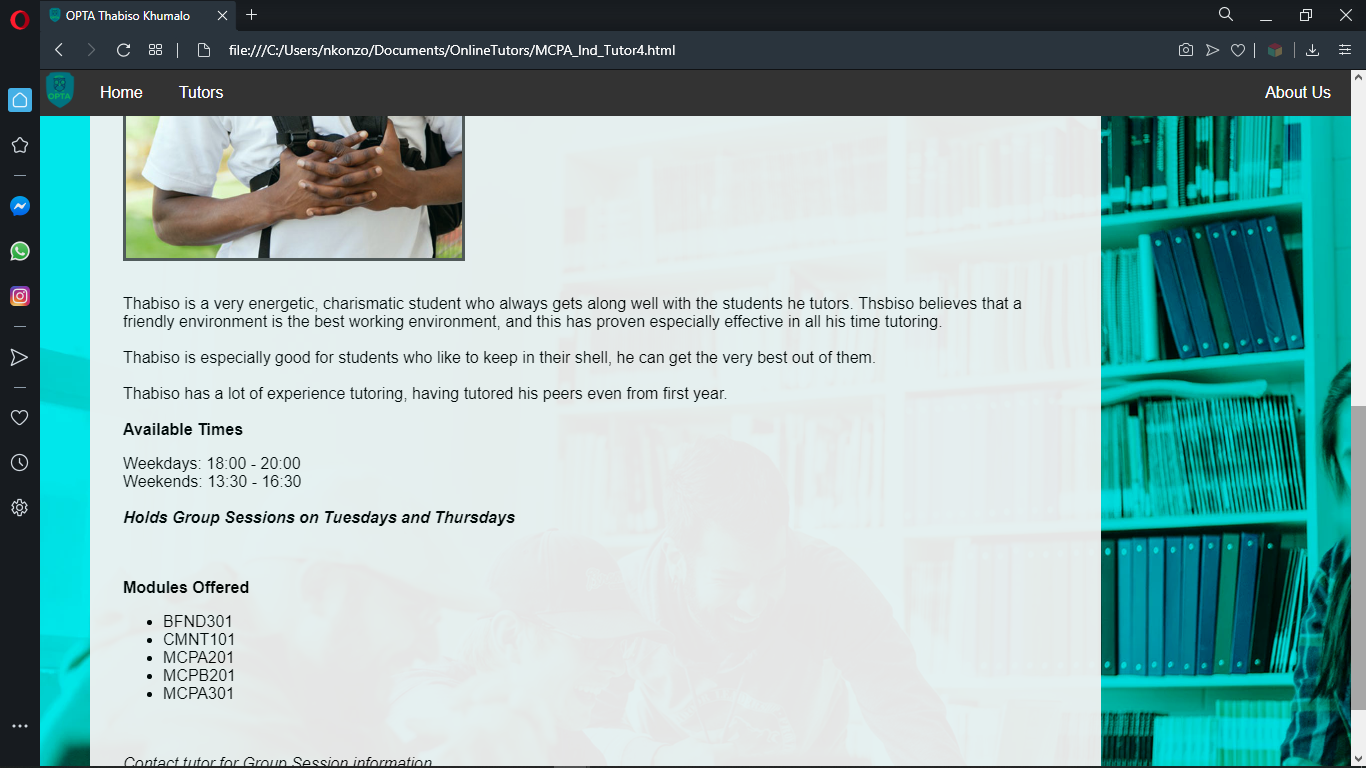 OPTA Thabiso Khumalo
file:///C:/Users/nkonzo/Documents/OnlineTutors/MCPA_Ind_Tutor4.html
OPTA
Home
Tutors
About Us
Thabiso is a very energetic, charismatic student who always gets along well with the students he tutors. Thsbiso believes that a
friendly environment is the best working environment, and this has proven especially effective in all his time tutoring.
Thabiso is especially good for students who like to keep in their shell, he can get the very best out of them.
Thabiso has a lot of experience tutoring, having tutored his peers even from first year.
Available Times
Weekdays: 18:00 - 20:00
Weekends: 13:30 - 16:30
Holds Group Sessions on Tuesdays and Thursdays
Modules Offered
• BFND301
• CMNT101
• MCPA201
• MCPB201
• MCPA301
Contact tutor for Group Session information